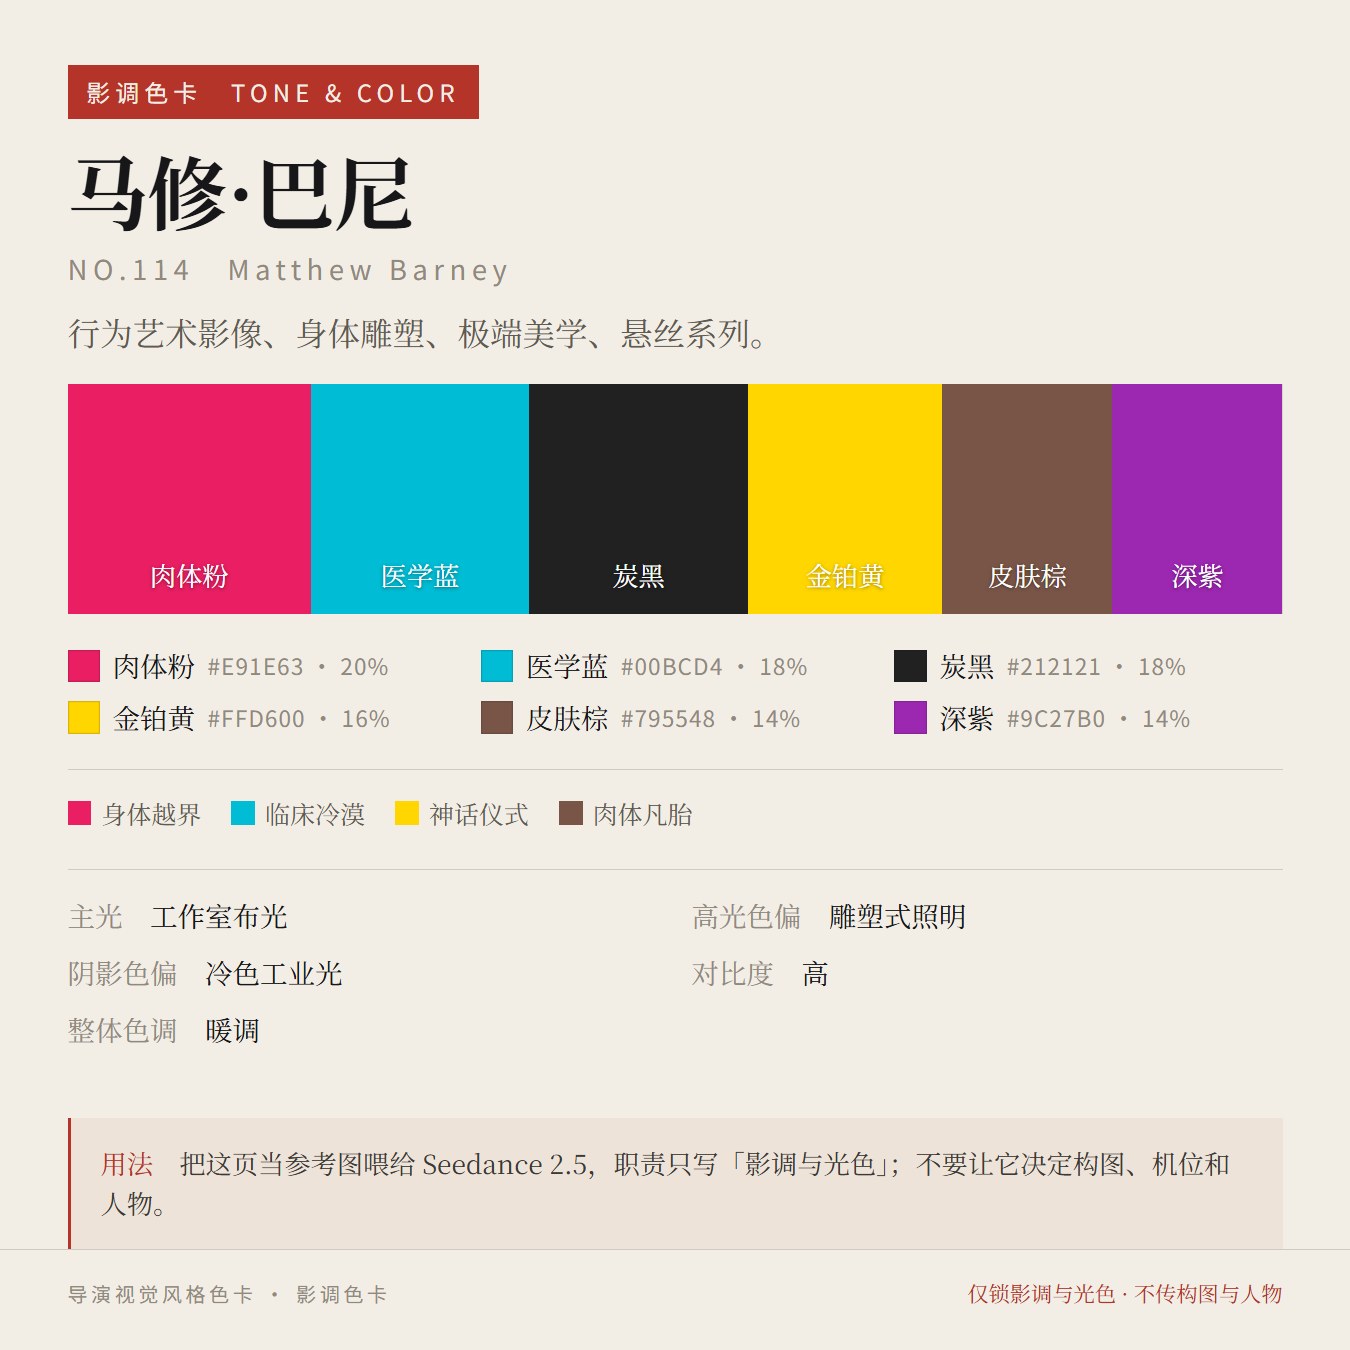 影调色卡 TONE & COLOR
马修·巴尼
NO.114 Matthew Barney
行为艺术影像、身体雕塑、极端美学、悬丝系列。
肉体粉 医学蓝 炭黑 金铂黄 皮肤棕 深紫
肉体粉 #E91E63 · 20% 医学蓝 #00BCD4 · 18% 炭黑 #212121 · 18%
金铂黄 #FFD600 · 16% 皮肤棕 #795548 · 14% 深紫 #9C27B0 · 14%
身体越界 临床冷漠 神话仪式 肉体凡胎
主光 工作室布光 高光色偏 雕塑式照明
阴影色偏 冷色工业光 对比度 高
整体色调 暖调
用法 把这页当参考图喂给 Seedance 2.5，职责只写「影调与光色」；不要让它决定构图、机位和
人物。
导演视觉风格色卡 · 影调色卡 仅锁影调与光色 · 不传构图与人物